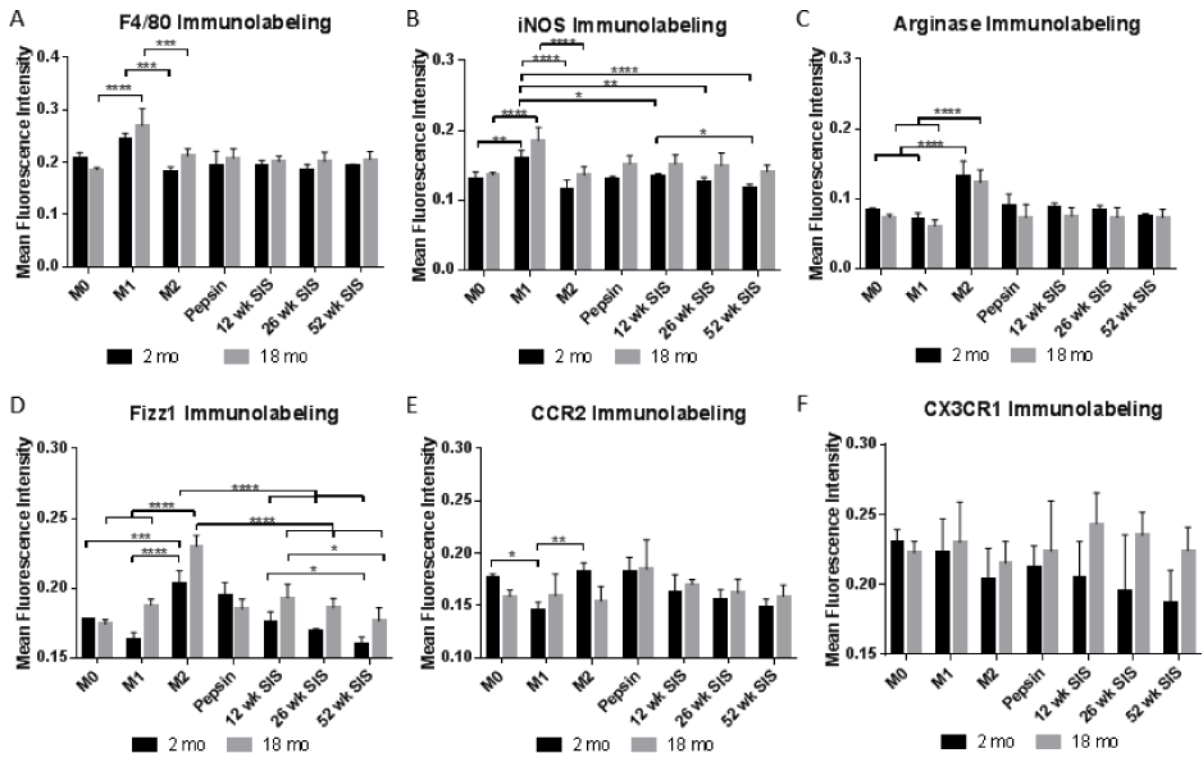 A
F4/80 Immunolabeling
Mean Fluorescence Intensity
0.4
0.3
0.2
0.1
0.0
***
***
****
M0
M1
M2
Pepsin
12 wk SIS
26 wk SIS
52 wk SIS
2 mo
18 mo
B
iNOS Immunolabeling
Mean Fluorescence Intensity
0.3
0.2
0.1
0.0
****
****
****
**
*
****
**
*
M0
M1
M2
Pepsin
12 wk SIS
26 wk SIS
52 wk SIS
2 mo
18 mo
C
Arginase Immunolabeling
Mean Fluorescence Intensity
0.3
0.2
0.1
0.0
****
****
M0
M1
M2
Pepsin
12 wk SIS
26 wk SIS
52 wk SIS
2 mo
18 mo
D
Fizz1 Immunolabeling
Mean Fluorescence Intensity
0.30
0.25
0.20
0.15
****
****
****
***
****
*
*
M0
M1
M2
Pepsin
12 wk SIS
26 wk SIS
52 wk SIS
2 mo
18 mo
E
CCR2 Immunolabeling
Mean Fluorescence Intensity
0.30
0.25
0.20
0.15
0.10
*
**
M0
M1
M2
Pepsin
12 wk SIS
26 wk SIS
52 wk SIS
2 mo
18 mo
F
CX3CR1 Immunolabeling
Mean Fluorescence Intensity
0.30
0.25
0.20
0.15
M0
M1
M2
Pepsin
12 wk SIS
26 wk SIS
52 wk SIS
2 mo
18 mo